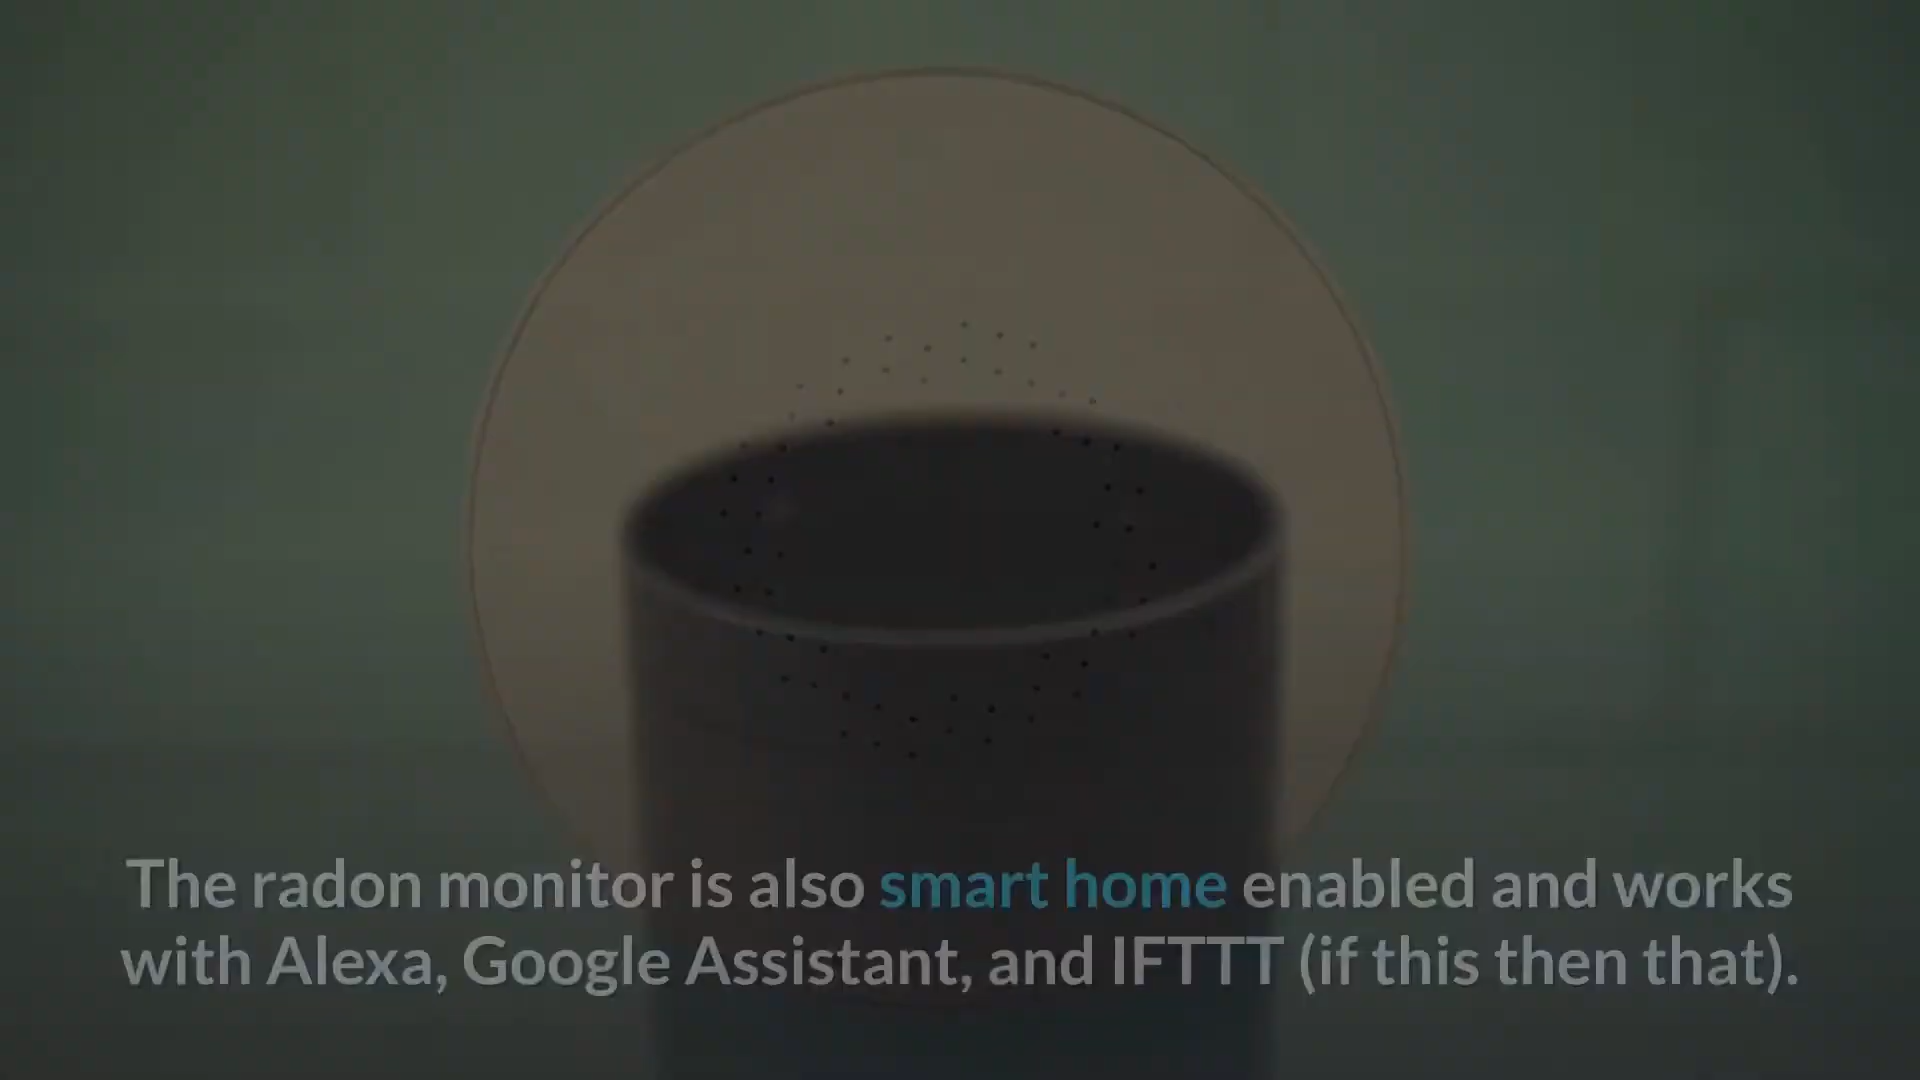 The radon monitor is also smart home enabled and works
with Alexa, Google Assistant, and IFTTT (if this then that).